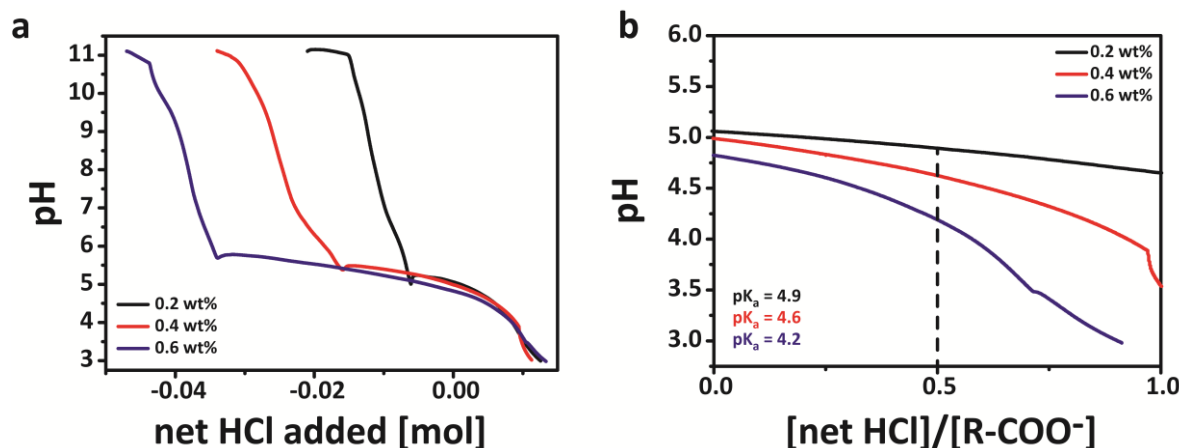 a
pH
11
10
9
8
7
6
5
4
3
0.2 wt%
0.4 wt%
0.6 wt%
-0.04
-0.02
0.00
net HCl added [mol]
b
pH
6.0
5.5
5.0
4.5
4.0
3.5
3.0
0.2 wt%
0.4 wt%
0.6 wt%
pKa = 4.9
pKa = 4.6
pKa = 4.2
0.0
0.5
1.0
[net HCl]/[R-COO⁻]